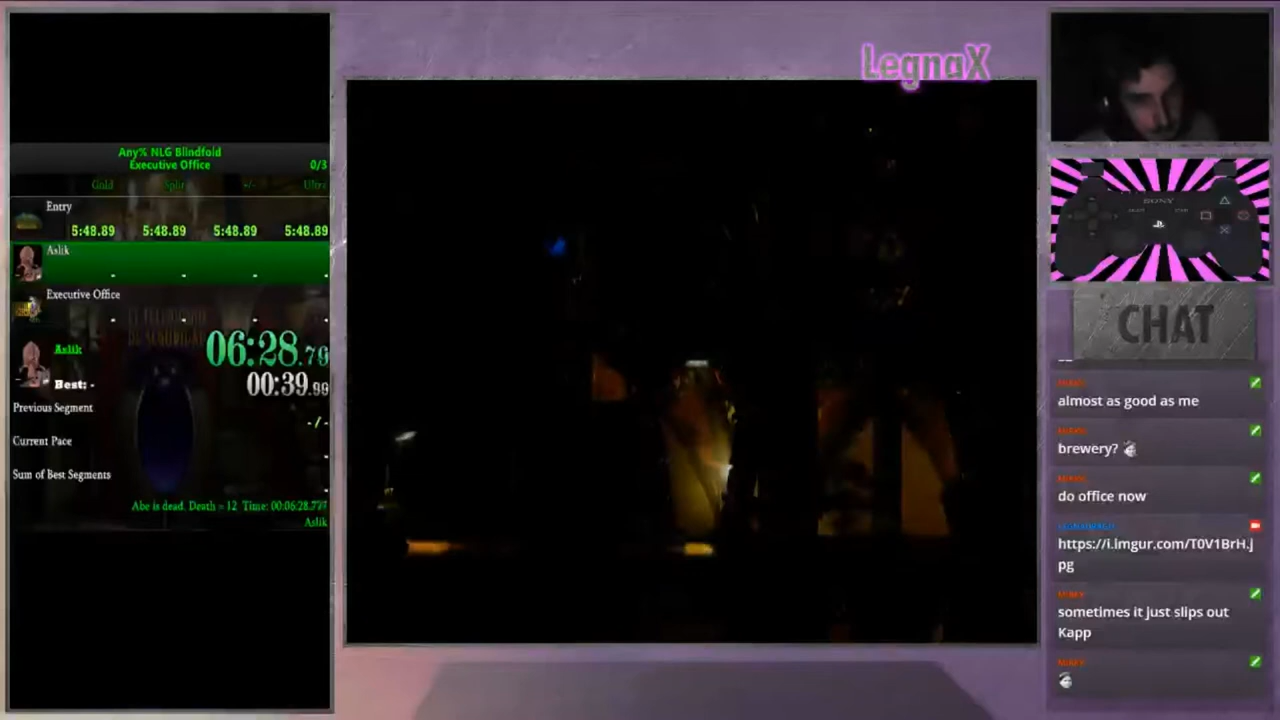 LegnaX
Any% NLG Blindfold
Executive Office
0/3
Gold Split +/- Ultra
Entry
5:48.89 5:48.89 5:48.89 5:48.89
Aslik
- - - -
Executive Office
- - - -
06:28.79
00:39.99
Aslik
Best: -
Previous Segment
- / -
Current Pace
-
Sum of Best Segments
-
Abe is dead. Death = 12 Time: 00:06:28.777
Aslik
SONY
CHAT
almost as good as me
brewery?
do office now
https://i.imgur.com/T0V1BrH.j
pg
sometimes it just slips out
Kapp